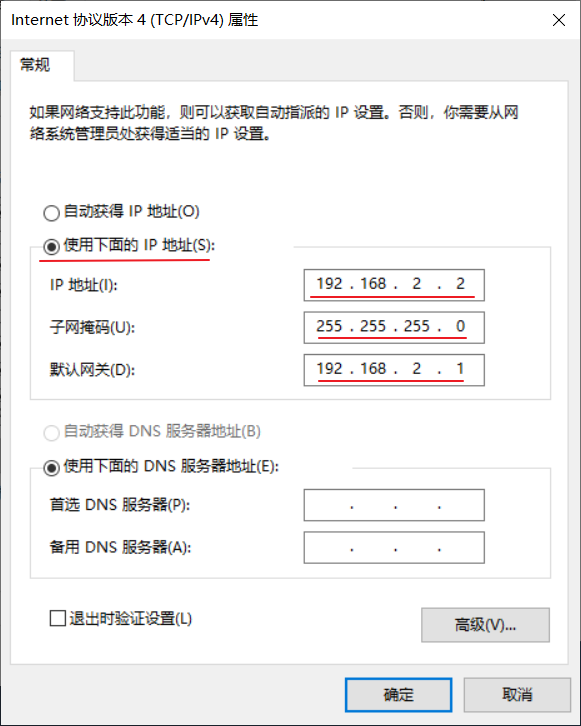 Internet 协议版本 4 (TCP/IPv4) 属性
常规
如果网络支持此功能，则可以获取自动指派的 IP 设置。否则，你需要从网
络系统管理员处获得适当的 IP 设置。
自动获得 IP 地址(O)
使用下面的 IP 地址(S):
IP 地址(I): 192 . 168 . 2 . 2
子网掩码(U): 255 . 255 . 255 . 0
默认网关(D): 192 . 168 . 2 . 1
自动获得 DNS 服务器地址(B)
使用下面的 DNS 服务器地址(E):
首选 DNS 服务器(P): . . .
备用 DNS 服务器(A): . . .
退出时验证设置(L)
高级(V)...
确定 取消